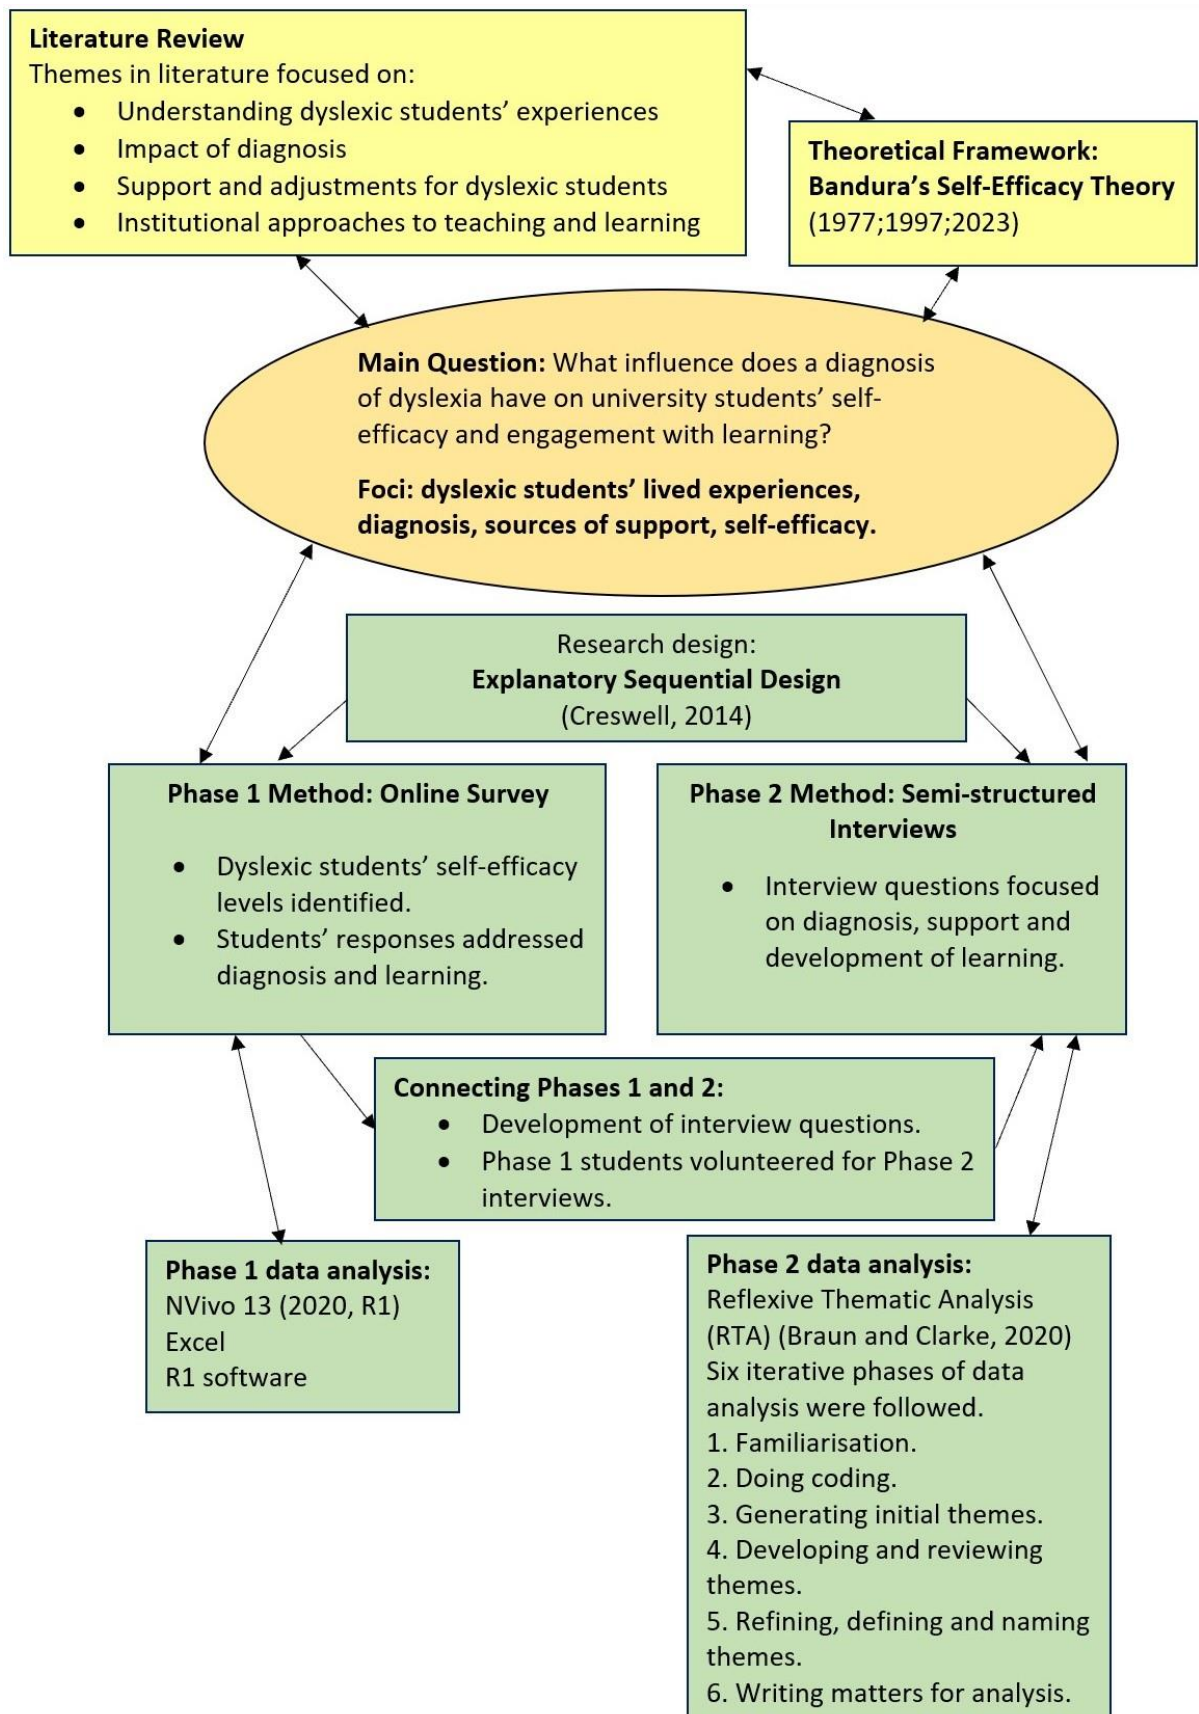 Literature Review
Themes in literature focused on:
• Understanding dyslexic students’ experiences
• Impact of diagnosis
• Support and adjustments for dyslexic students
• Institutional approaches to teaching and learning
Theoretical Framework:
Bandura’s Self-Efficacy Theory
(1977;1997;2023)
Main Question: What influence does a diagnosis
of dyslexia have on university students’ self-
efficacy and engagement with learning?
Foci: dyslexic students’ lived experiences,
diagnosis, sources of support, self-efficacy.
Research design:
Explanatory Sequential Design
(Creswell, 2014)
Phase 1 Method: Online Survey
• Dyslexic students’ self-efficacy
levels identified.
• Students’ responses addressed
diagnosis and learning.
Phase 2 Method: Semi-structured
Interviews
• Interview questions focused
on diagnosis, support and
development of learning.
Connecting Phases 1 and 2:
• Development of interview questions.
• Phase 1 students volunteered for Phase 2
interviews.
Phase 1 data analysis:
NVivo 13 (2020, R1)
Excel
R1 software
Phase 2 data analysis:
Reflexive Thematic Analysis
(RTA) (Braun and Clarke, 2020)
Six iterative phases of data
analysis were followed.
1. Familiarisation.
2. Doing coding.
3. Generating initial themes.
4. Developing and reviewing
themes.
5. Refining, defining and naming
themes.
6. Writing matters for analysis.